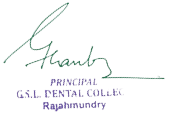 PRINCIPAL
G.S.L. DENTAL COLLEG
Rajahmundry